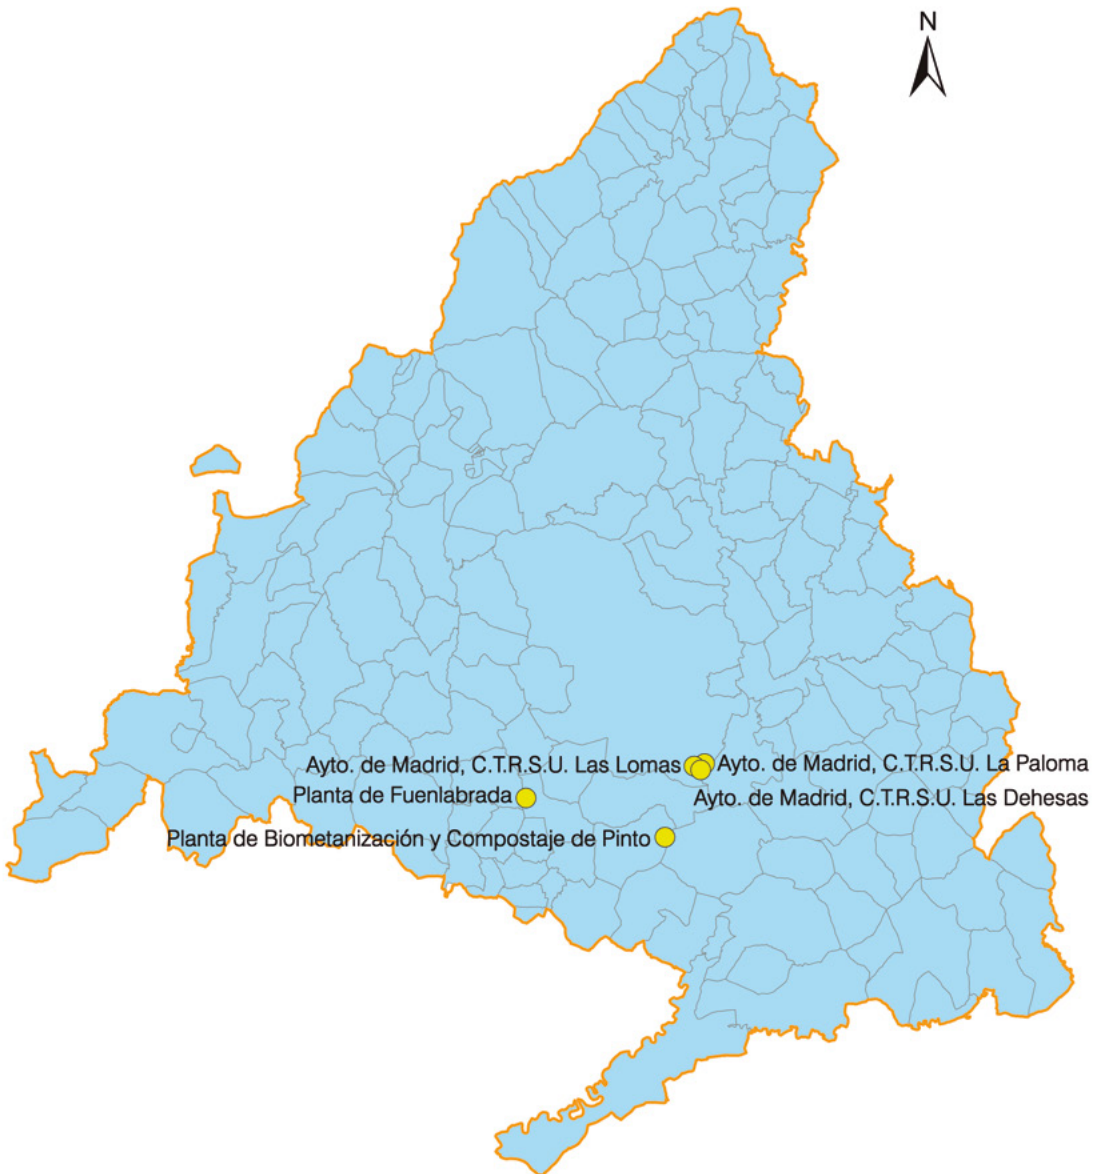 N
Ayto. de Madrid, C.T.R.S.U. Las Lomas
Ayto. de Madrid, C.T.R.S.U. La Paloma
Planta de Fuenlabrada
Ayto. de Madrid, C.T.R.S.U. Las Dehesas
Planta de Biometanización y Compostaje de Pinto